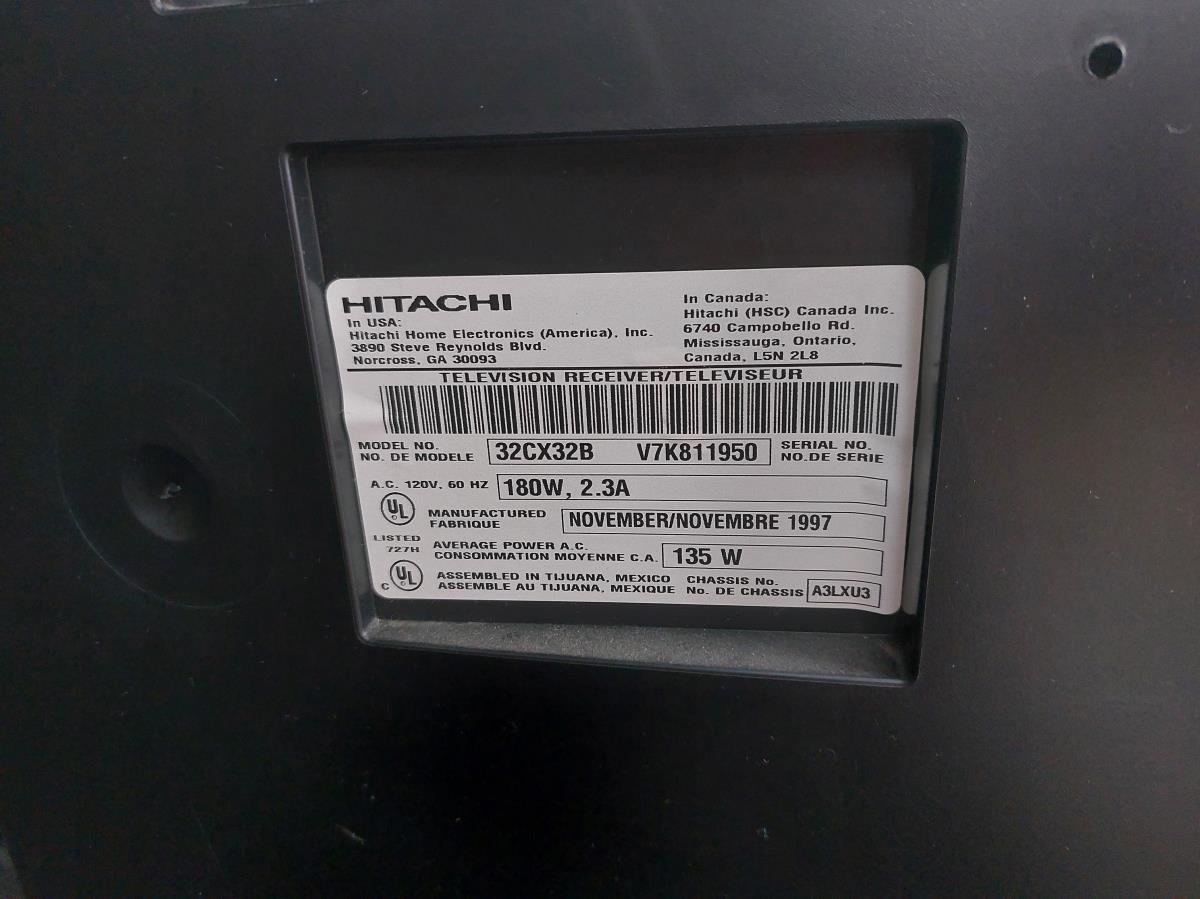 HITACHI
In USA:
Hitachi Home Electronics (America), Inc.
3890 Steve Reynolds Blvd.
Norcross, GA 30093
In Canada:
Hitachi (HSC) Canada Inc.
6740 Campobello Rd.
Mississauga, Ontario,
Canada, L5N 2L8
TELEVISION RECEIVER/TELEVISEUR
MODEL NO.
NO. DE MODELE
32CX32B V7K811950
SERIAL NO.
NO.DE SERIE
A.C. 120V, 60 HZ 180W, 2.3A
UL
LISTED
727H
MANUFACTURED
FABRIQUE
NOVEMBER/NOVEMBRE 1997
AVERAGE POWER A.C.
CONSOMMATION MOYENNE C.A.
135 W
C UL
ASSEMBLED IN TIJUANA, MEXICO
ASSEMBLE AU TIJUANA, MEXIQUE
CHASSIS No.
No. DE CHASSIS
A3LXU3